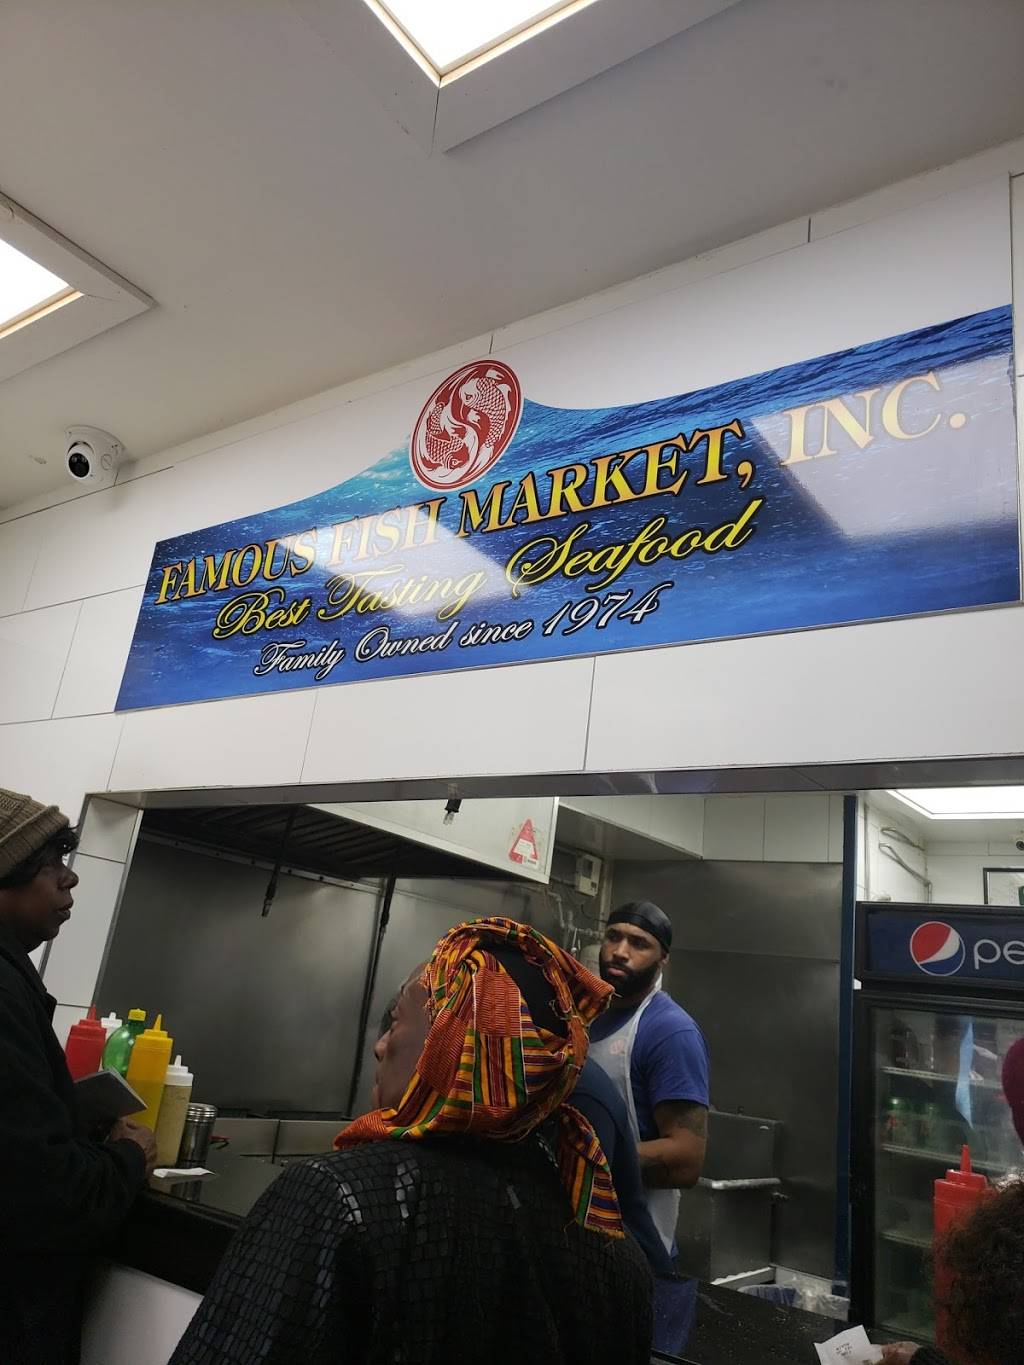 FAMOUS FISH MARKET, INC.
Best Tasting Seafood
Family Owned since 1974
pe